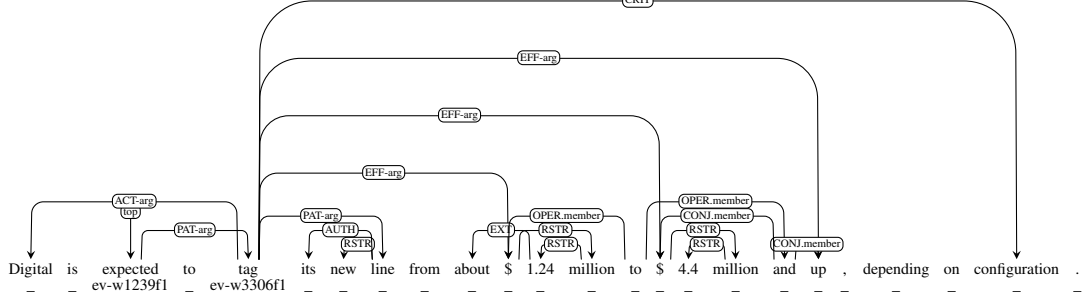 CRIT
EFF-arg
EFF-arg
EFF-arg
ACT-arg
top
PAT-arg
PAT-arg
AUTH
RSTR
EXT
OPER.member
RSTR
RSTR
OPER.member
CONJ.member
RSTR
RSTR
CONJ.member
Digital is expected to tag its new line from about $ 1.24 million to $ 4.4 million and up , depending on configuration .
_ _ ev-w1239f1 _ ev-w3306f1 _ _ _ _ _ _ _ _ _ _ _ _ _ _ _ _ _ _ _